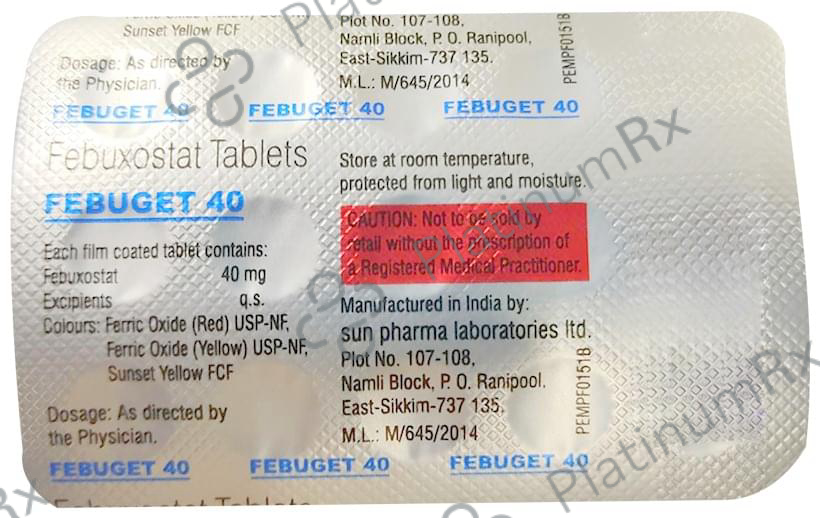 Sunset Yellow FCF
Dosage: As directed by
the Physician.
Plot No. 107-108,
Namli Block, P. O. Ranipool,
East-Sikkim-737 135.
M.L.: M/645/2014
PEMPF0151B
FEBUGET 40 FEBUGET 40 FEBUGET 40
Febuxostat Tablets
FEBUGET 40
Each film coated tablet contains:
Febuxostat 40 mg
Excipients q.s.
Colours: Ferric Oxide (Red) USP-NF,
Ferric Oxide (Yellow) USP-NF,
Sunset Yellow FCF
Dosage: As directed by
the Physician.
Store at room temperature,
protected from light and moisture.
CAUTION: Not to be sold by
retail without the prescription of
a Registered Medical Practitioner.
Manufactured in India by:
sun pharma laboratories ltd.
Plot No. 107-108,
Namli Block, P. O. Ranipool,
East-Sikkim-737 135.
M.L.: M/645/2014
PEMPF0151B
FEBUGET 40 FEBUGET 40 FEBUGET 40
PlatinumRx
PlatinumRx
Rx